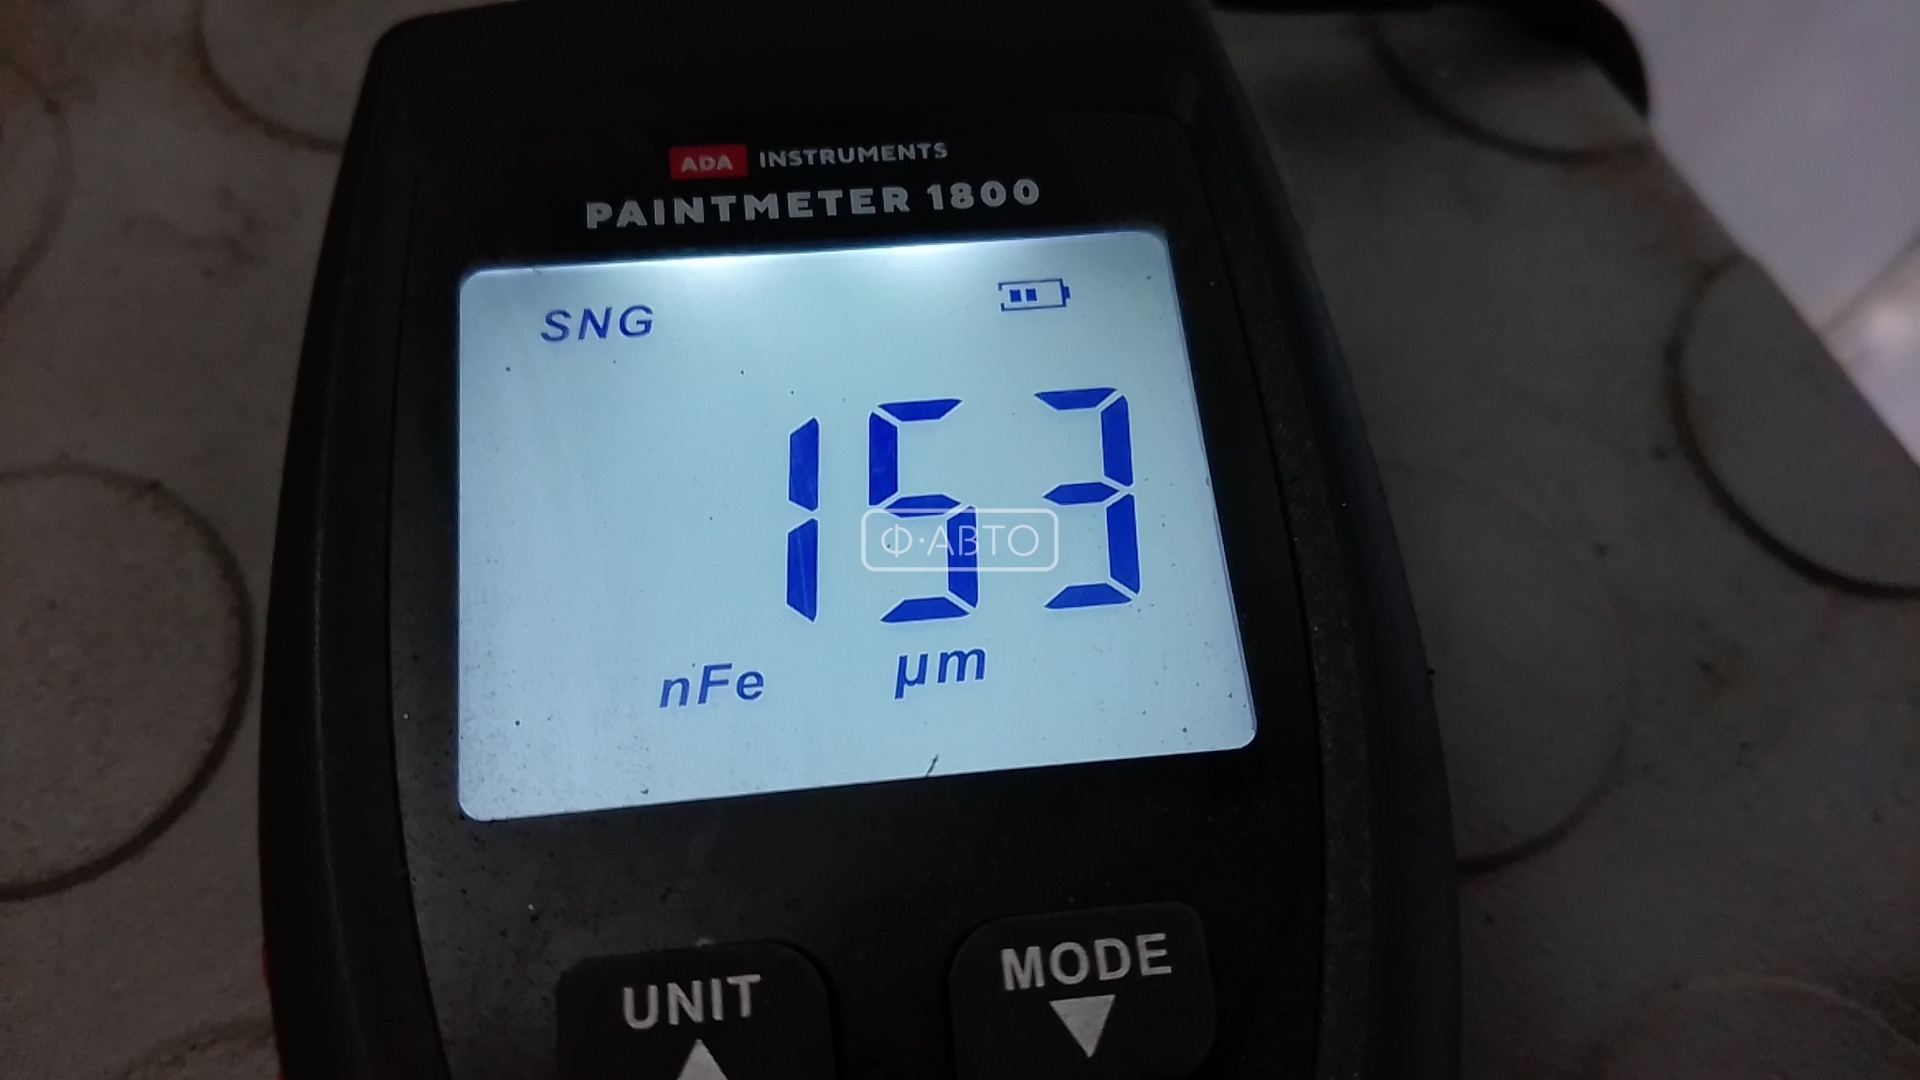 ADA INSTRUMENTS
PAINTMETER 1800
SNG
153
Ф·АВТО
nFe µm
UNIT MODE